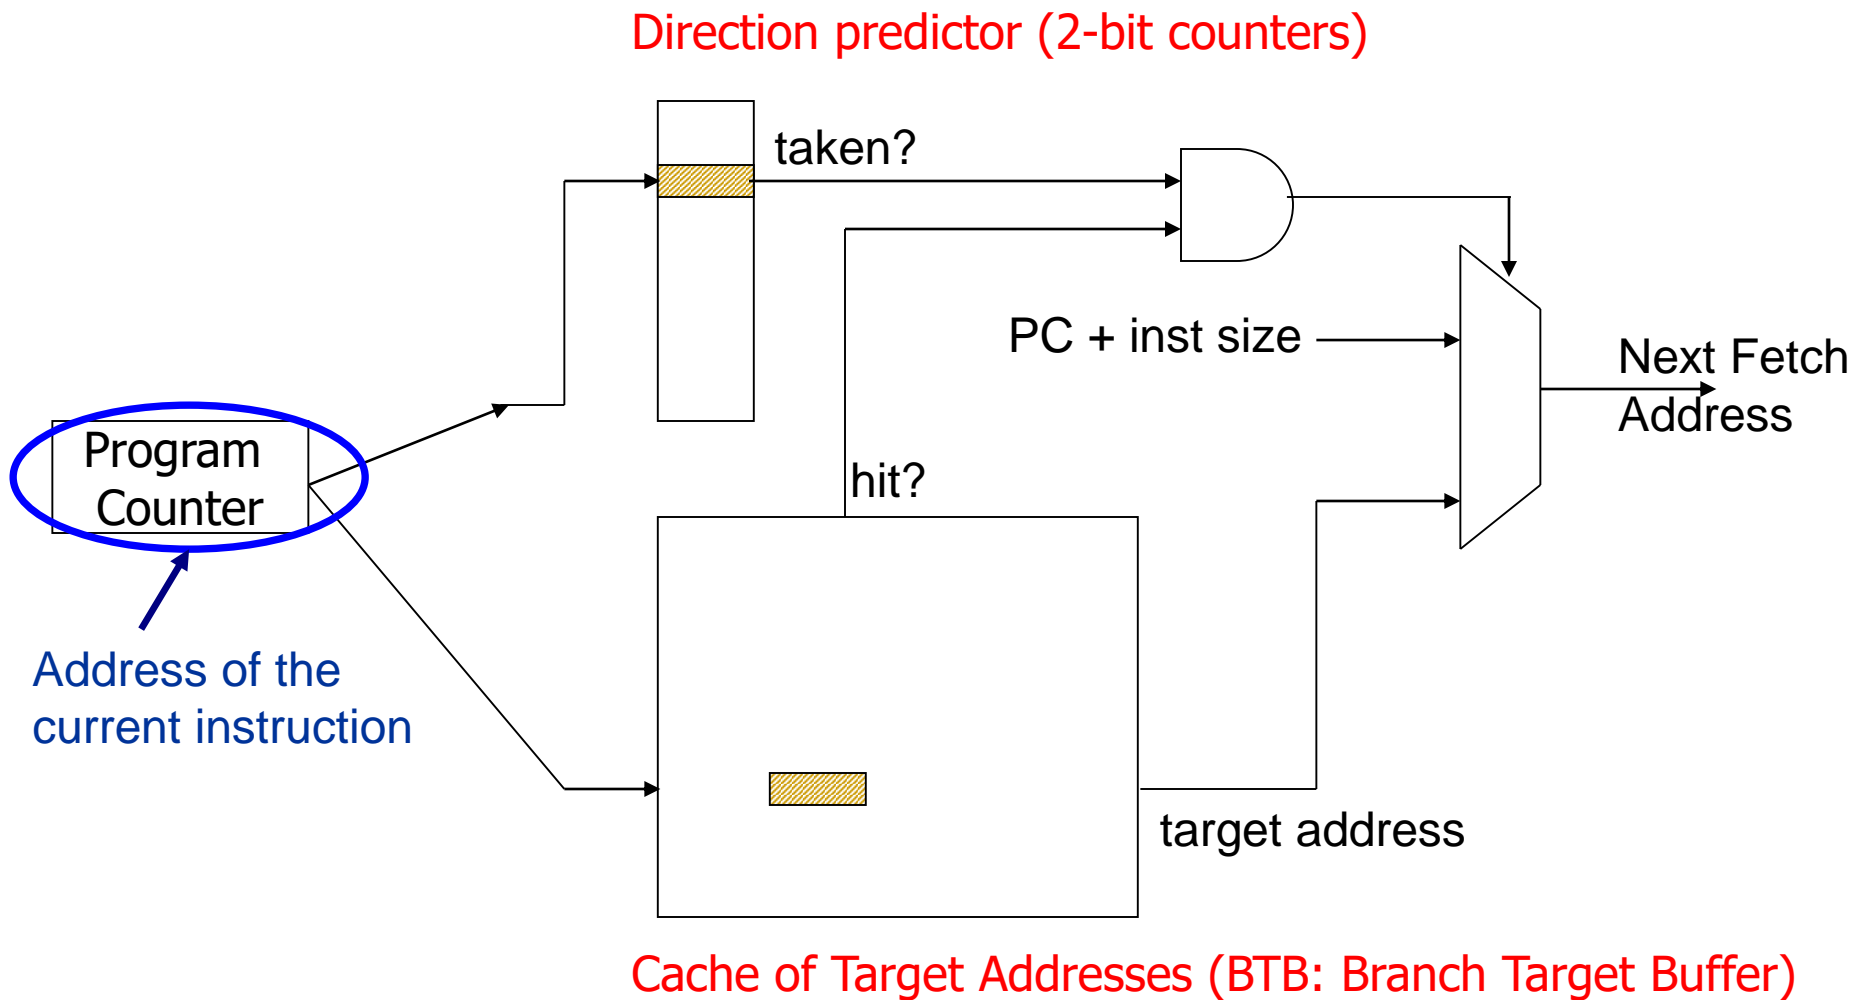 Direction predictor (2-bit counters)
taken?
PC + inst size
Next Fetch
Address
Program
Counter
hit?
Address of the
current instruction
target address
Cache of Target Addresses (BTB: Branch Target Buffer)